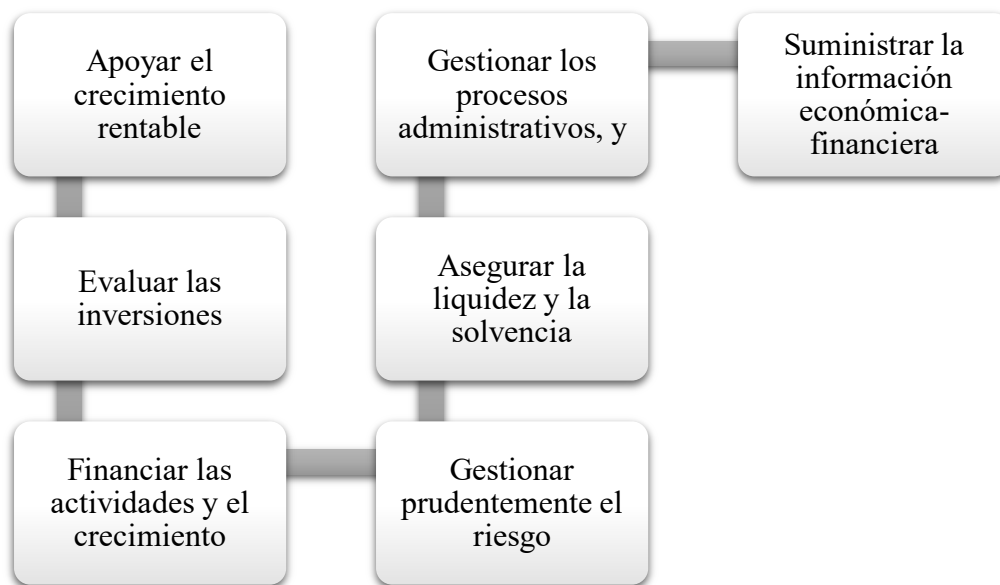 Apoyar el
crecimiento
rentable
Evaluar las
inversiones
Financiar las
actividades y el
crecimiento
Gestionar
prudentemente el
riesgo
Asegurar la
liquidez y la
solvencia
Gestionar los
procesos
administrativos, y
Suministrar la
información
económica-
financiera